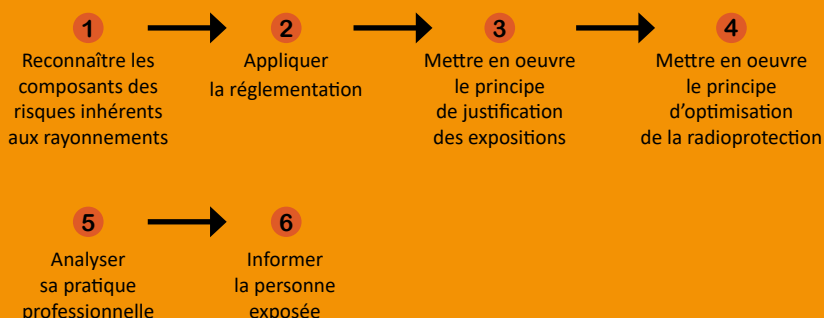 1
Reconnaître les
composants des
risques inhérents
aux rayonnements
2
Appliquer
la réglementation
3
Mettre en oeuvre
le principe
de justification
des expositions
4
Mettre en oeuvre
le principe
d'optimisation
de la radioprotection
5
Analyser
sa pratique
professionnelle
6
Informer
la personne
exposée